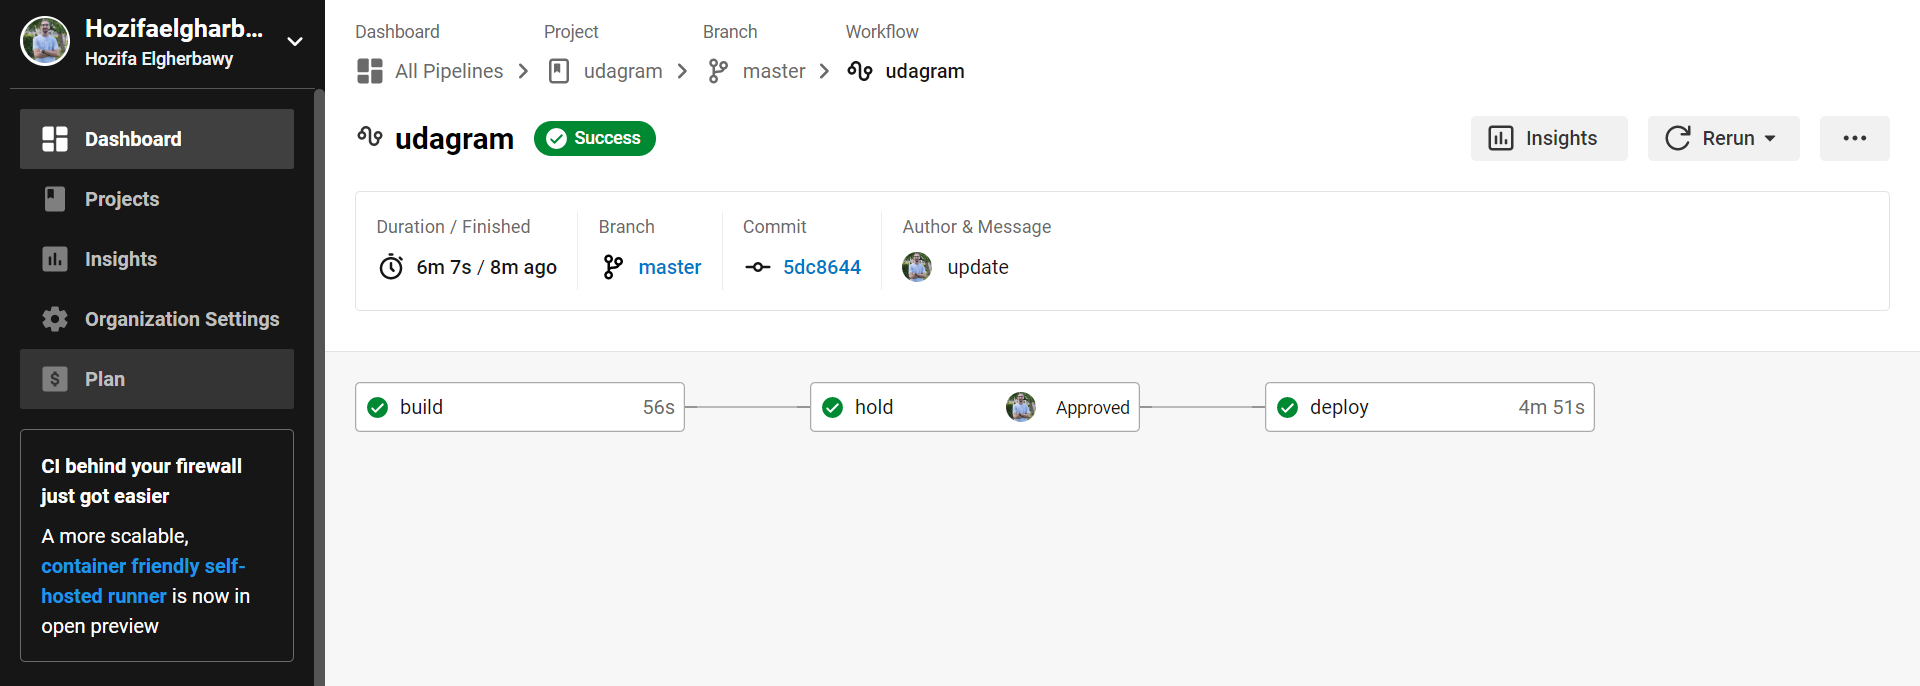 Hozifaelgharb...
Hozifa Elgherbawy
Dashboard
Projects
Insights
Organization Settings
$ Plan
CI behind your firewall
just got easier
A more scalable,
container friendly self-
hosted runner is now in
open preview
Dashboard Project Branch Workflow
All Pipelines udagram master udagram
udagram Success
Insights Rerun
Duration / Finished Branch Commit Author & Message
6m 7s / 8m ago master 5dc8644 update
build 56s hold Approved deploy 4m 51s